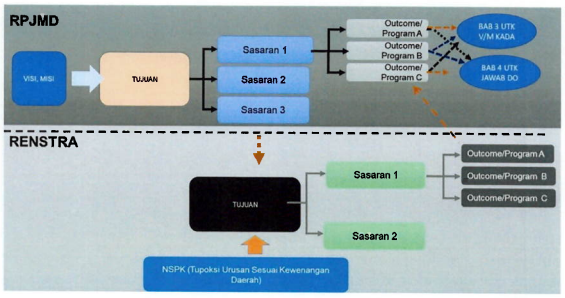 RPJMD
VISI, MISI
TUJUAN
Sasaran 1
Sasaran 2
Sasaran 3
Outcome/
Program A
Outcome/
Program B
Outcome/
Program C
BAB 3 UTK
V/M KADA
BAB 4 UTK
JAWAB DO
RENSTRA
TUJUAN
Sasaran 1
Sasaran 2
Outcome/Program A
Outcome/Program B
Outcome/Program C
NSPK (Tupoksi Urusan Sesuai Kewenangan
Daerah)